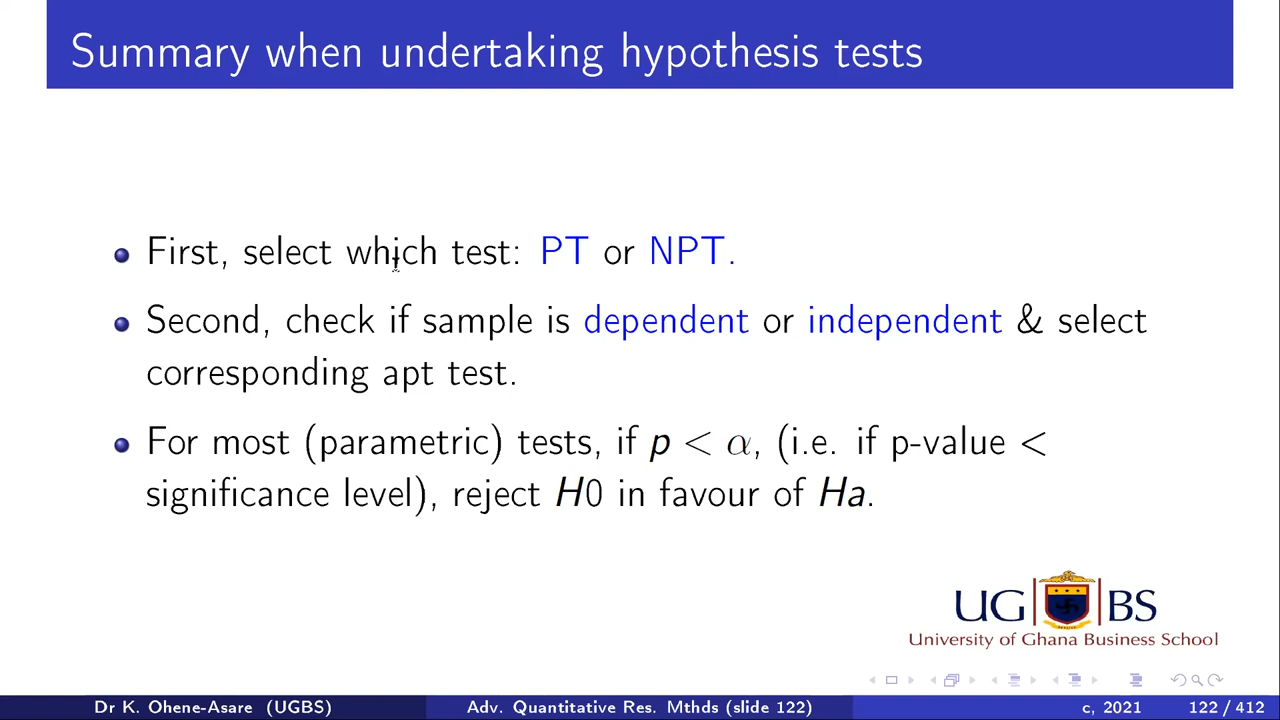 Summary when undertaking hypothesis tests
First, select which test: PT or NPT.
Second, check if sample is dependent or independent & select
corresponding apt test.
For most (parametric) tests, if p < α, (i.e. if p-value <
significance level), reject H0 in favour of Ha.
UG BS
University of Ghana Business School
Dr K. Ohene-Asare (UGBS) Adv. Quantitative Res. Mthds (slide 122) c, 2021 122 / 412